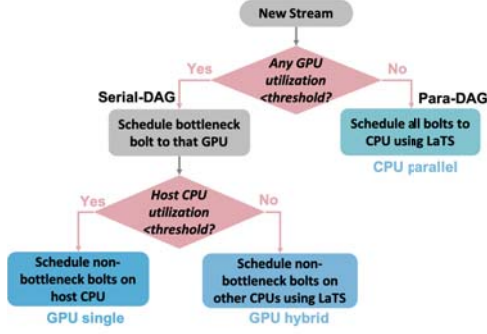 New Stream
Any GPU
utilization
<threshold?
Yes
No
Serial-DAG
Para-DAG
Schedule bottleneck
bolt to that GPU
Schedule all bolts to
CPU using LaTS
CPU parallel
Host CPU
utilization
<threshold?
Yes
No
Schedule non-
bottleneck bolts on
host CPU
Schedule non-
bottleneck bolts on
other CPUs using LaTS
GPU single
GPU hybrid